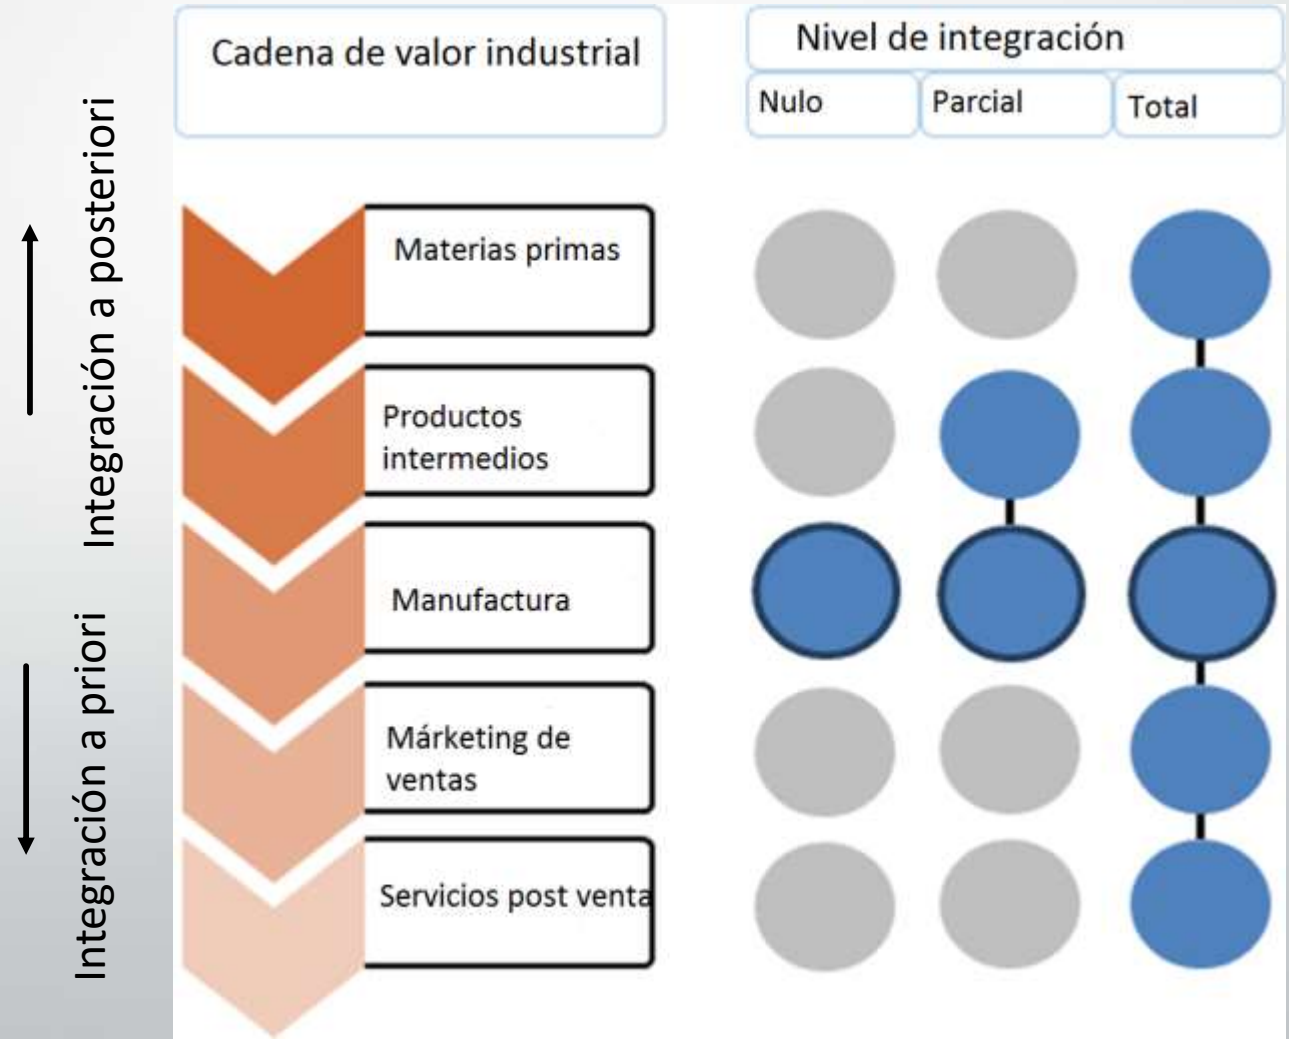 Cadena de valor industrial
Nivel de integración
Nulo
Parcial
Total
Integración a posteriori
Integración a priori
Materias primas
Productos
intermedios
Manufactura
Márketing de
ventas
Servicios post venta